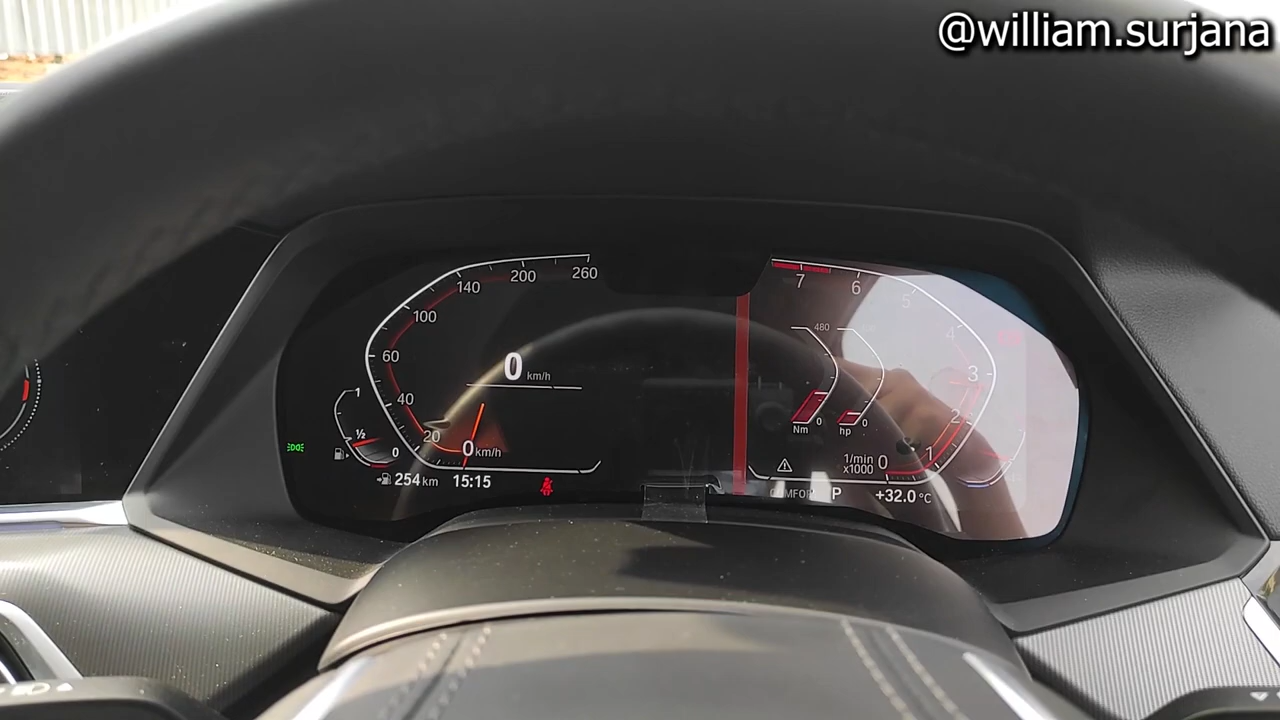 @william.surjana
260
200
140
100
60
40
20
0 km/h
0 km/h
1
½
0
254 km
15:15
7
6
5
4
3
2
1
0
1/min
x1000
480
Nm
0
hp
0
P
+32.0 °C